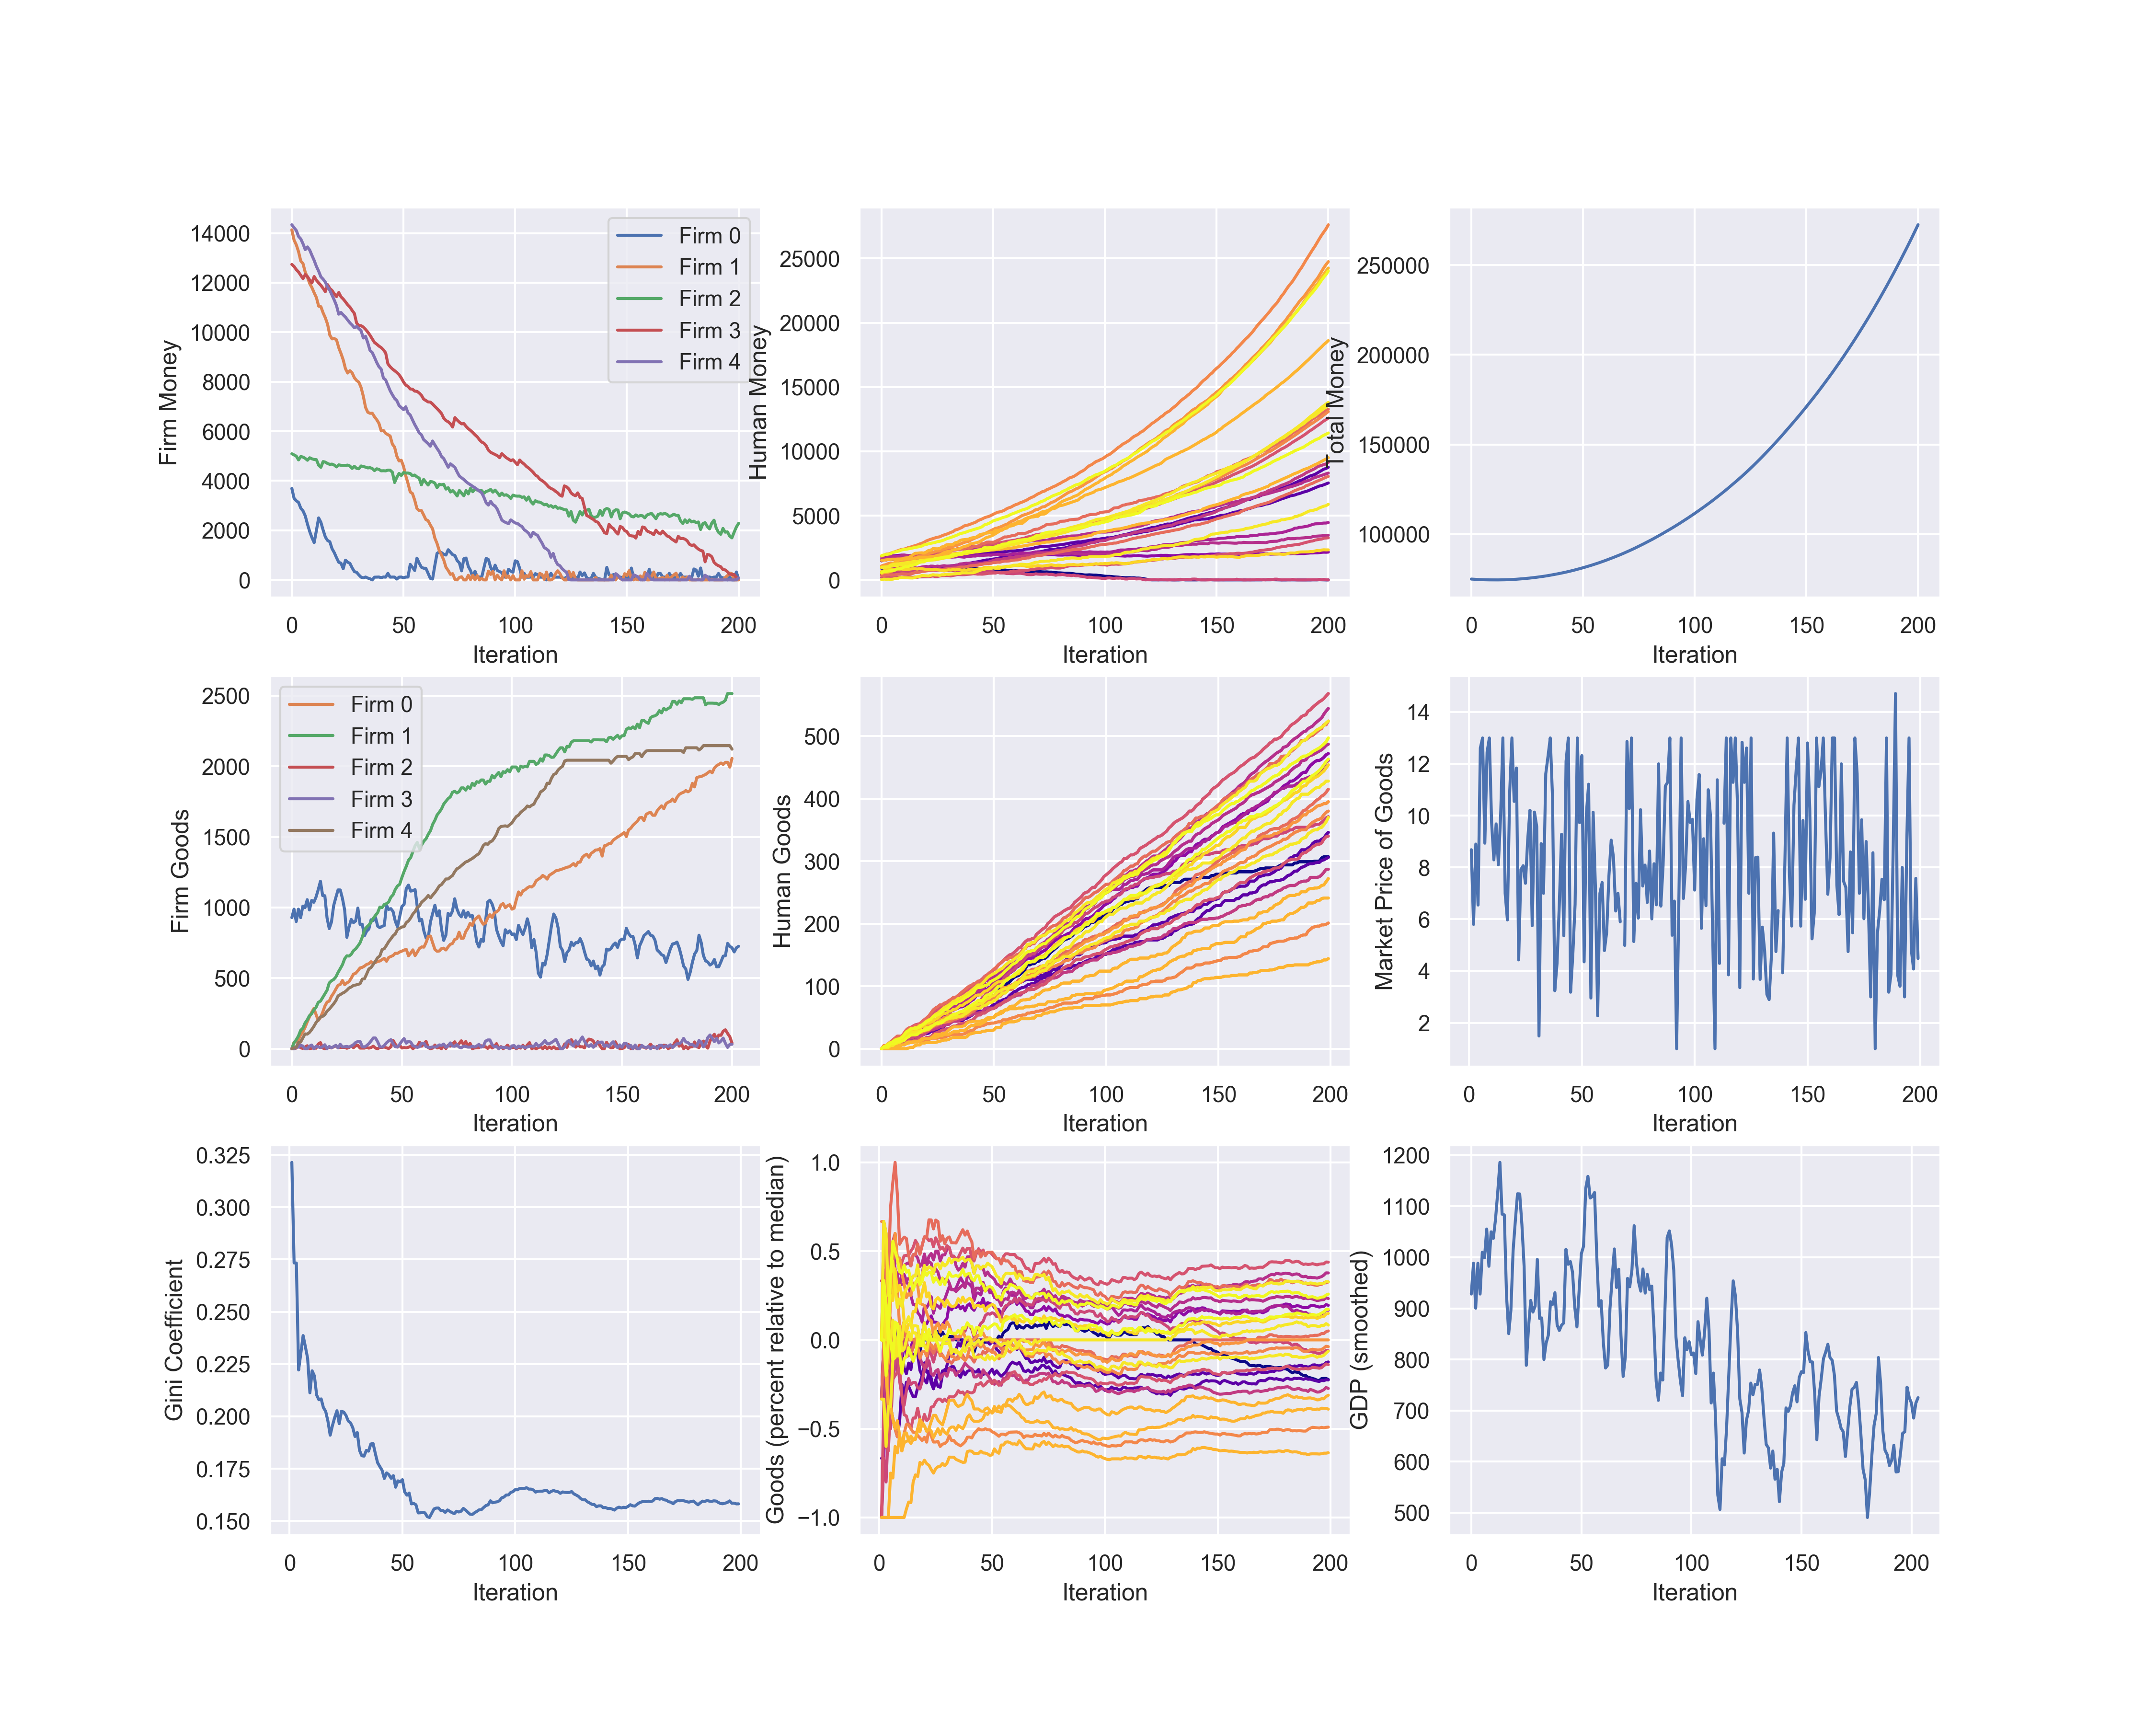 Firm Money
14000
12000
10000
8000
6000
4000
2000
0
Firm 0
Firm 1
Firm 2
Firm 3
Firm 4
0 50 100 150 200
Iteration
Human Money
25000
20000
15000
10000
5000
0
0 50 100 150 200
Iteration
Total Money
250000
200000
150000
100000
0 50 100 150 200
Iteration
Firm Goods
2500
2000
1500
1000
500
0
Firm 0
Firm 1
Firm 2
Firm 3
Firm 4
0 50 100 150 200
Iteration
Human Goods
500
400
300
200
100
0
0 50 100 150 200
Iteration
Market Price of Goods
14
12
10
8
6
4
2
0 50 100 150 200
Iteration
Gini Coefficient
0.325
0.300
0.275
0.250
0.225
0.200
0.175
0.150
0 50 100 150 200
Iteration
Goods (percent relative to median)
1.0
0.5
0.0
−0.5
−1.0
0 50 100 150 200
Iteration
GDP (smoothed)
1200
1100
1000
900
800
700
600
500
0 50 100 150 200
Iteration